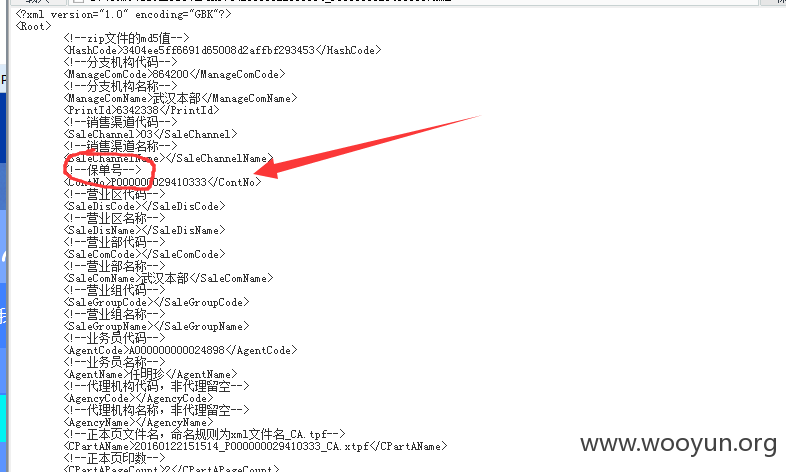 <?xml version="1.0" encoding="GBK"?>
<Root>
<!--zip文件的md5值-->
<HashCode>3404ee5ff6691d65008d2affbf293453</HashCode>
<!--分支机构代码-->
<ManageComCode>864200</ManageComCode>
<!--分支机构名称-->
<ManageComName>武汉本部</ManageComName>
<PrintId>6342338</PrintId>
<!--销售渠道代码-->
<SaleChannel>03</SaleChannel>
<!--销售渠道名称-->
<SaleChannelName></SaleChannelName>
<!--保单号-->
<ContNo>P000000029410333</ContNo>
<!--营业区代码-->
<SaleDisCode></SaleDisCode>
<!--营业区名称-->
<SaleDisName></SaleDisName>
<!--营业部代码-->
<SaleComCode></SaleComCode>
<!--营业部名称-->
<SaleComName>武汉本部</SaleComName>
<!--营业组代码-->
<SaleGroupCode></SaleGroupCode>
<!--营业组名称-->
<SaleGroupName></SaleGroupName>
<!--业务员代码-->
<AgentCode>A000000000024898</AgentCode>
<!--业务员名称-->
<AgentName>任明珍</AgentName>
<!--代理机构代码，非代理留空-->
<AgencyCode></AgencyCode>
<!--代理机构名称，非代理留空-->
<AgencyName></AgencyName>
<!--正本页文件名，命名规则为xml文件名_CA.tpf-->
<CPartAName>20160122151514_P000000029410333_CA.xtpf</CPartAName>
<!--正本页印数-->
<CPartAPageCount>2</CPartAPageCount>
www.wooyun.org